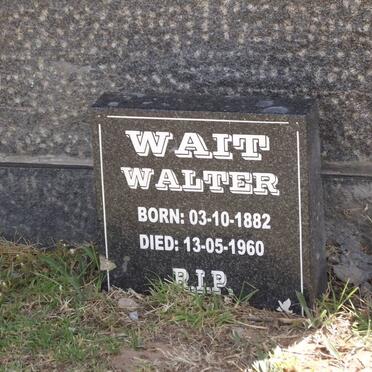 WAIT
WALTER
BORN: 03-10-1882
DIED: 13-05-1960
R.I.P.